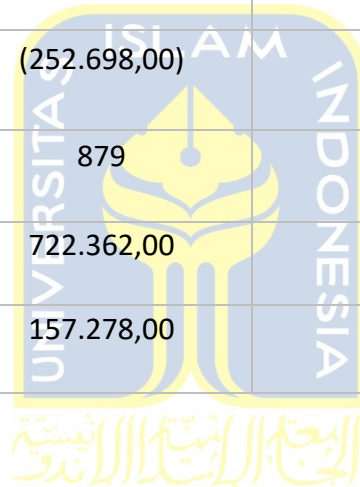 ISLAM
(252.698,00)
879
722.362,00
157.278,00
UNIVERSITAS
INDONESIA